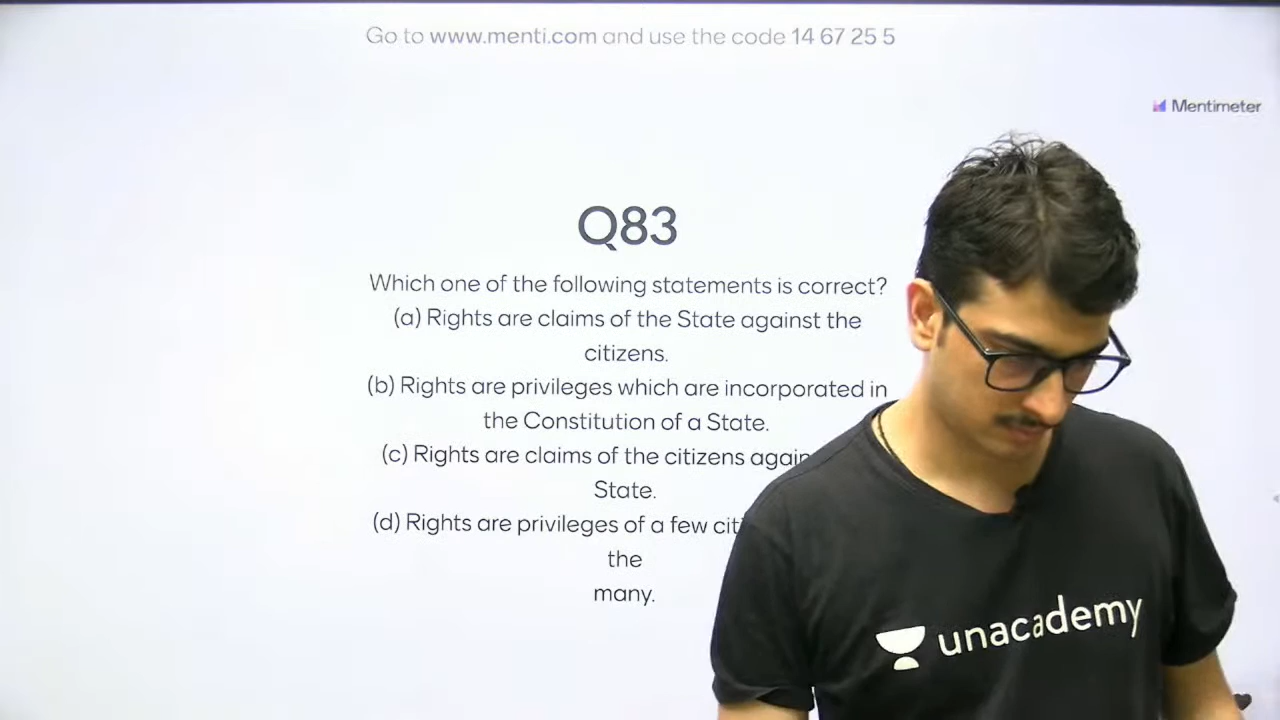 Go to www.menti.com and use the code 14 67 25 5
Mentimeter
Q83
Which one of the following statements is correct?
(a) Rights are claims of the State against the
citizens.
(b) Rights are privileges which are incorporated in
the Constitution of a State.
(c) Rights are claims of the citizens
State.
(d) Rights are privileges of a few
the
many.
unacademy